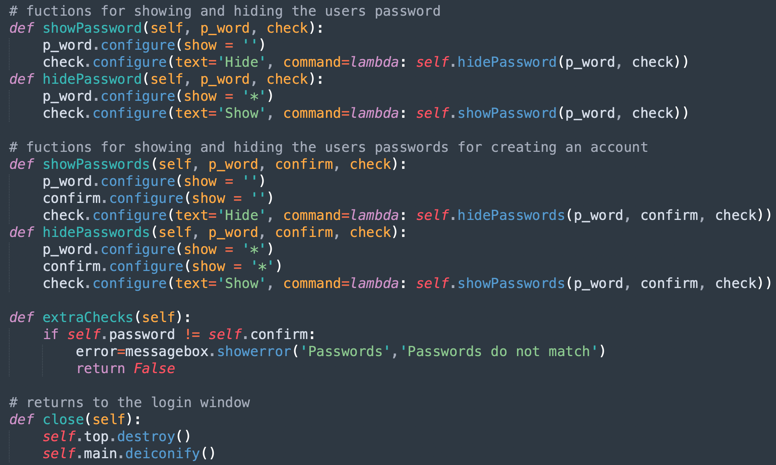 # fuctions for showing and hiding the users password
def showPassword(self, p_word, check):
    p_word.configure(show = '')
    check.configure(text='Hide', command=lambda: self.hidePassword(p_word, check))
def hidePassword(self, p_word, check):
    p_word.configure(show = '*')
    check.configure(text='Show', command=lambda: self.showPassword(p_word, check))

# fuctions for showing and hiding the users passwords for creating an account
def showPasswords(self, p_word, confirm, check):
    p_word.configure(show = '')
    confirm.configure(show = '')
    check.configure(text='Hide', command=lambda: self.hidePasswords(p_word, confirm, check))
def hidePasswords(self, p_word, confirm, check):
    p_word.configure(show = '*')
    confirm.configure(show = '*')
    check.configure(text='Show', command=lambda: self.showPasswords(p_word, confirm, check))

def extraChecks(self):
    if self.password != self.confirm:
        error=messagebox.showerror('Passwords','Passwords do not match')
        return False

# returns to the login window
def close(self):
    self.top.destroy()
    self.main.deiconify()